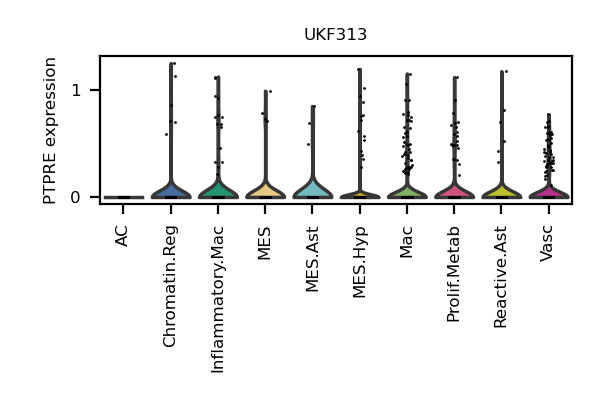 UKF313
PTPRE expression
1
0
AC
Chromatin.Reg
Inflammatory.Mac
MES
MES.Ast
MES.Hyp
Mac
Prolif.Metab
Reactive.Ast
Vasc